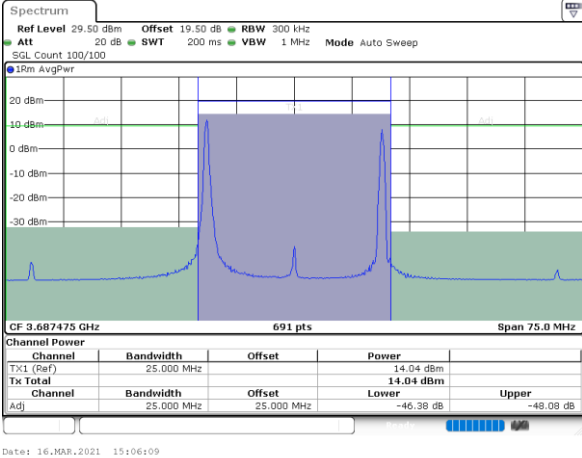 Spectrum
Ref Level 29.50 dBm Offset 19.50 dB RBW 300 kHz
Att 20 dB SWT 200 ms VBW 1 MHz Mode Auto Sweep
SGL Count 100/100
1Rm AvgPwr
20 dBm
TX1
Adj Adj
10 dBm
0 dBm
-10 dBm
-20 dBm
-30 dBm
CF 3.687475 GHz 691 pts Span 75.0 MHz
Channel Power
Channel Bandwidth Offset Power
TX1 (Ref) 25.000 MHz 14.04 dBm
Tx Total 14.04 dBm
Channel Bandwidth Offset Lower Upper
Adj 25.000 MHz 25.000 MHz -46.38 dB -48.08 dB
Date: 16.MAR.2021 15:06:09